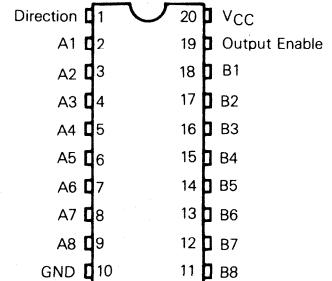 Direction 1 20 VCC
A1 2 19 Output Enable
A2 3 18 B1
A3 4 17 B2
A4 5 16 B3
A5 6 15 B4
A6 7 14 B5
A7 8 13 B6
A8 9 12 B7
GND 10 11 B8